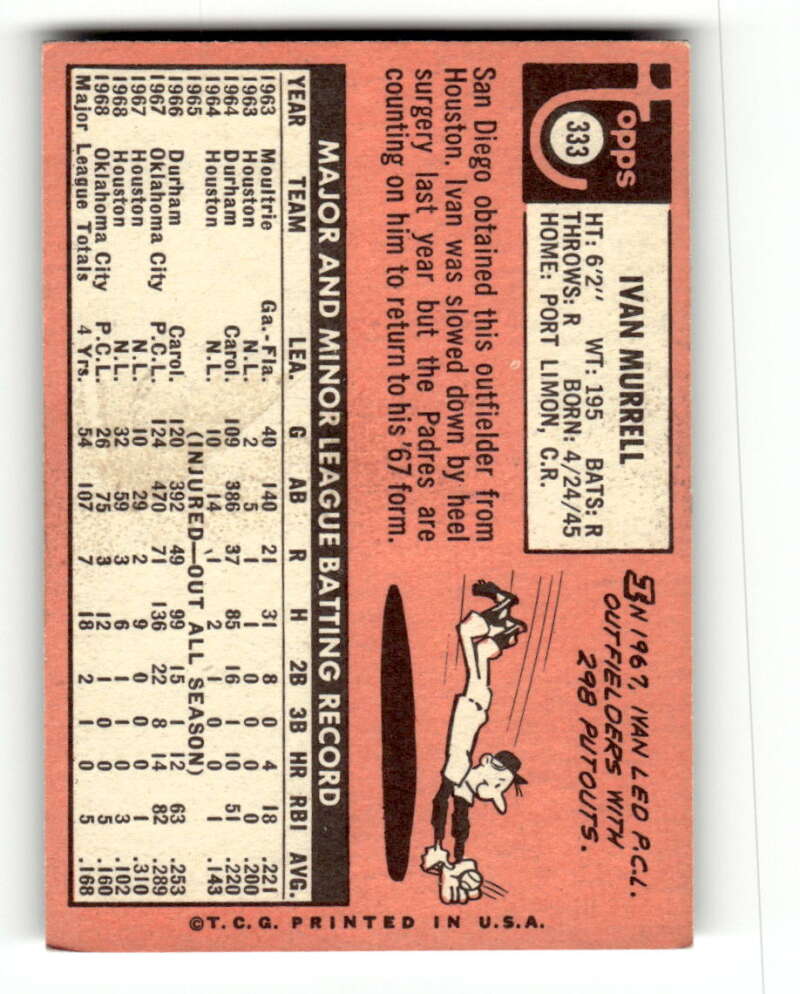 Topps
333
IVAN MURRELL
HT: 6'2" WT: 195 BATS: R
THROWS: R BORN: 4/24/45
HOME: PORT LIMON, C.R.
San Diego obtained this outfielder from
Houston. Ivan was slowed down by heel
surgery last year but the Padres are
counting on him to return to his '67 form.
IN 1967, IVAN LED P.C.L.
OUTFIELDERS WITH
298 PUTOUTS.
MAJOR AND MINOR LEAGUE BATTING RECORD
YEAR TEAM LEA. G AB R H 2B 3B HR RBI AVG.
1963 Moultrie Ga.-Fla. 40 140 21 31 8 0 4 18 .221
1963 Houston N.L. 2 5 1 1 0 0 0 0 .200
1964 Durham Carol. 109 386 37 85 16 1 10 51 .220
1964 Houston N.L. 10 14 1 2 1 0 0 1 .143
1965 (INJURED—OUT ALL SEASON)
1966 Durham Carol. 120 392 49 99 15 1 12 63 .253
1967 Oklahoma City P.C.L. 124 470 71 136 22 8 14 82 .289
1967 Houston N.L. 10 29 2 9 0 0 0 1 .310
1968 Houston N.L. 32 59 3 6 1 1 0 3 .102
1968 Oklahoma City P.C.L. 26 75 3 12 1 0 0 5 .160
Major League Totals 4 Yrs. 54 107 7 18 2 1 0 5 .168
©T.C.G. PRINTED IN U.S.A.